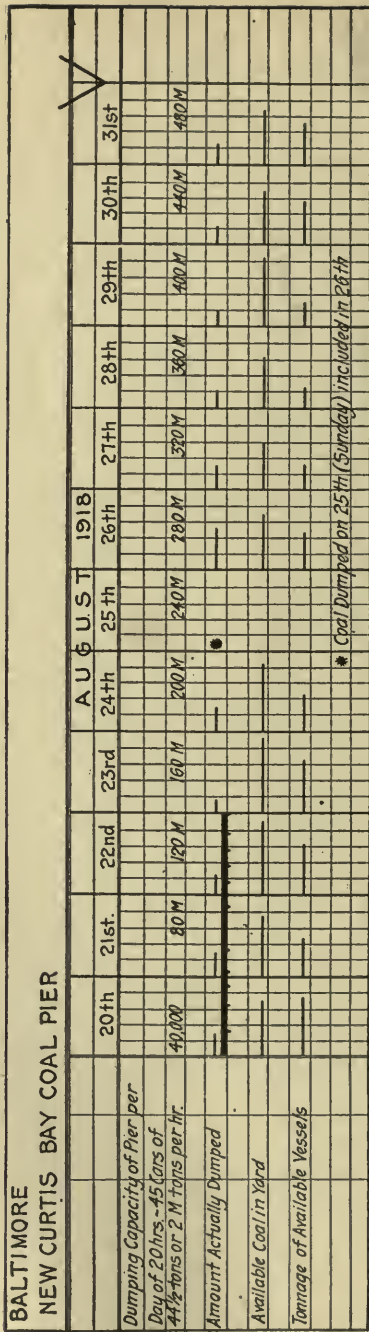 BALTIMORE
NEW CURTIS BAY COAL PIER
AUGUST 1918
20th 21st. 22nd 23rd 24th 25th 26th 27th 28th 29th 30th 31st
Dumping Capacity of Pier per
Day of 20 hrs.-45 Cars of
44½ tons or 2 M tons per hr. 40,000 80 M 120 M 160 M 200 M 240 M 280 M 320 M 360 M 400 M 440 M 480 M
Amount Actually Dumped *
Available Coal in Yard
Tonnage of Available Vessels
* Coal Dumped on 25th (Sunday) included in 26th